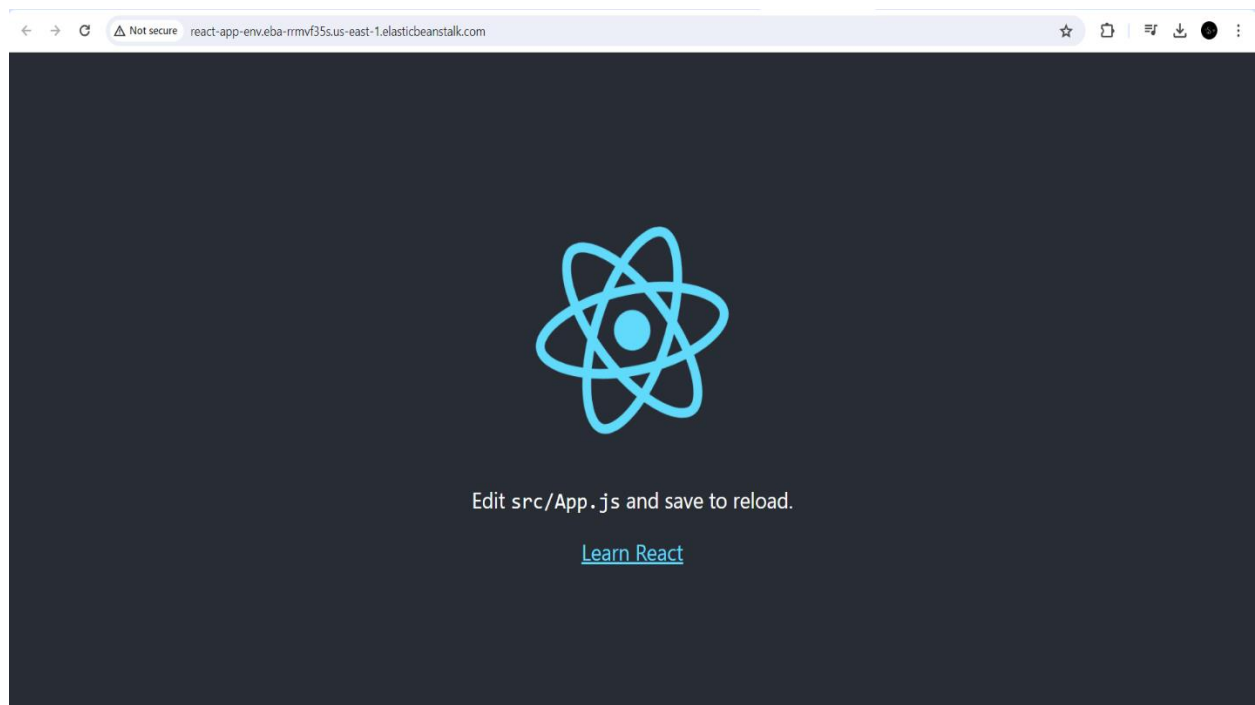 Not secure react-app-env.eba-rrmvf35s.us-east-1.elasticbeanstalk.com
Edit src/App.js and save to reload.
Learn React